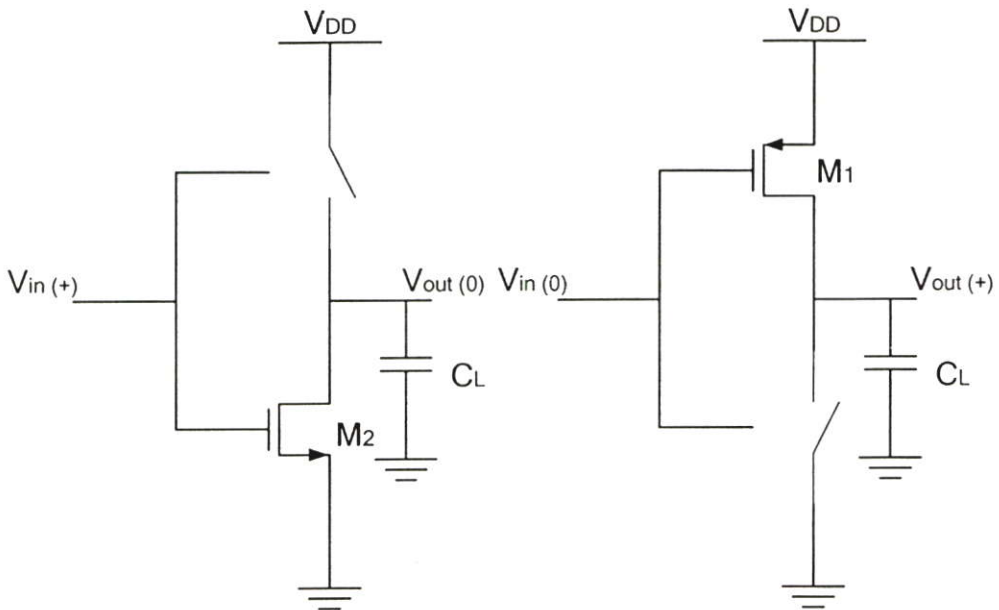 VDD
Vin (+)
Vout (0)
CL
M2
VDD
M1
Vin (0)
Vout (+)
CL